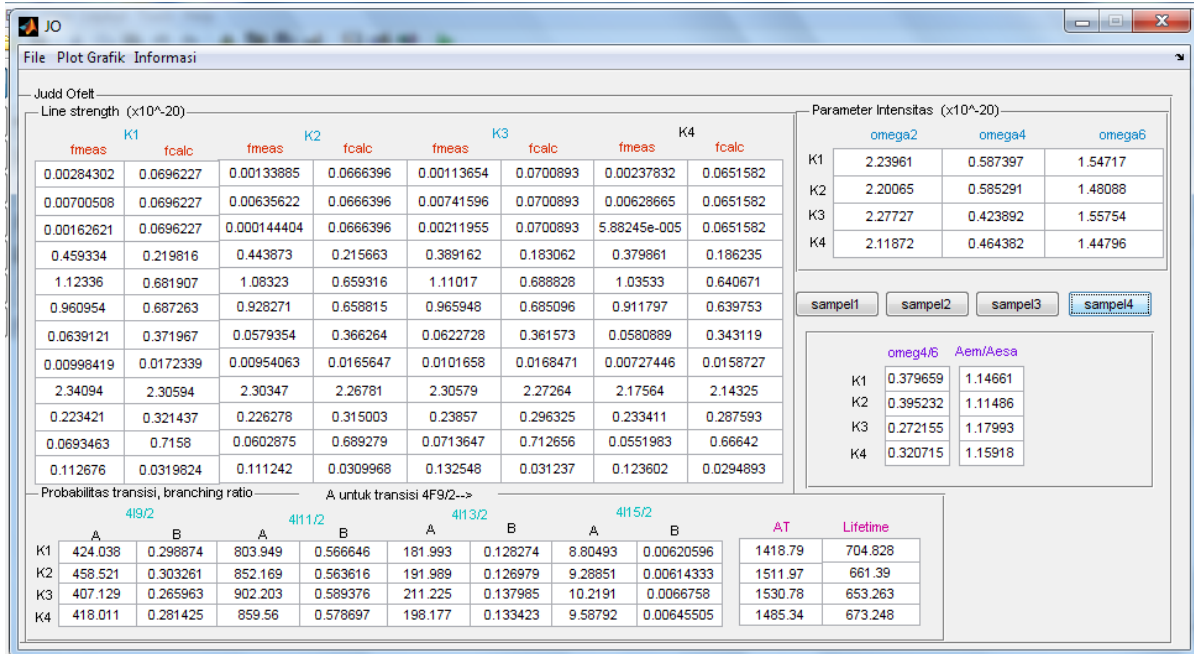 JO
File Plot Grafik Informasi
Judd Ofelt
Line strength (x10^-20)
K1 K2 K3 K4
fmeas fcalc fmeas fcalc fmeas fcalc fmeas fcalc
0.00284302 0.0696227 0.00133885 0.0666396 0.00113654 0.0700893 0.00237832 0.0651582
0.00700508 0.0696227 0.00635622 0.0666396 0.00741596 0.0700893 0.00628665 0.0651582
0.00162621 0.0696227 0.000144404 0.0666396 0.00211955 0.0700893 5.88245e-005 0.0651582
0.459334 0.219816 0.443873 0.215663 0.389162 0.183062 0.379861 0.186235
1.12336 0.681907 1.08323 0.659316 1.11017 0.688828 1.03533 0.640671
0.960954 0.687263 0.928271 0.658815 0.965948 0.685096 0.911797 0.639753
0.0639121 0.371967 0.0579354 0.366264 0.0622728 0.361573 0.0580889 0.343119
0.00998419 0.0172339 0.00954063 0.0165647 0.0101658 0.0168471 0.00727446 0.0158727
2.34094 2.30594 2.30347 2.26781 2.30579 2.27264 2.17564 2.14325
0.223421 0.321437 0.226278 0.315003 0.23857 0.296325 0.233411 0.287593
0.0693463 0.7158 0.0602875 0.689279 0.0713647 0.712656 0.0551983 0.66642
0.112676 0.0319824 0.111242 0.0309968 0.132548 0.031237 0.123602 0.0294893
Parameter Intensitas (x10^-20)
omega2 omega4 omega6
K1 2.23961 0.587397 1.54717
K2 2.20065 0.585291 1.48088
K3 2.27727 0.423892 1.55754
K4 2.11872 0.464382 1.44796
sampel1 sampel2 sampel3 sampel4
omeg4/6 Aem/Aesa
K1 0.379659 1.14661
K2 0.395232 1.11486
K3 0.272155 1.17993
K4 0.320715 1.15918
Probabilitas transisi, branching ratio A untuk transisi 4F9/2-->
4I9/2 4I11/2 4I13/2 4I15/2
A B A B A B A B AT Lifetime
K1 424.038 0.298874 803.949 0.566646 181.993 0.128274 8.80493 0.00620596 1418.79 704.828
K2 458.521 0.303261 852.169 0.563616 191.989 0.126979 9.28851 0.00614333 1511.97 661.39
K3 407.129 0.265963 902.203 0.589376 211.225 0.137985 10.2191 0.0066758 1530.78 653.263
K4 418.011 0.281425 859.56 0.578697 198.177 0.133423 9.58792 0.00645505 1485.34 673.248